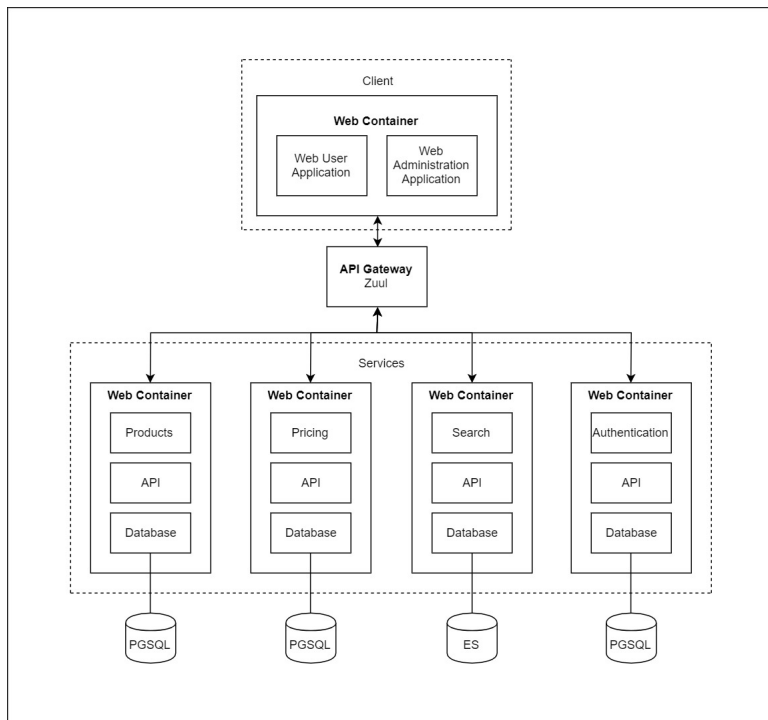 Client
Web Container
Web User
Application
Web
Administration
Application
API Gateway
Zuul
Services
Web Container
Products
API
Database
PGSQL
Web Container
Pricing
API
Database
PGSQL
Web Container
Search
API
Database
ES
Web Container
Authentication
API
Database
PGSQL